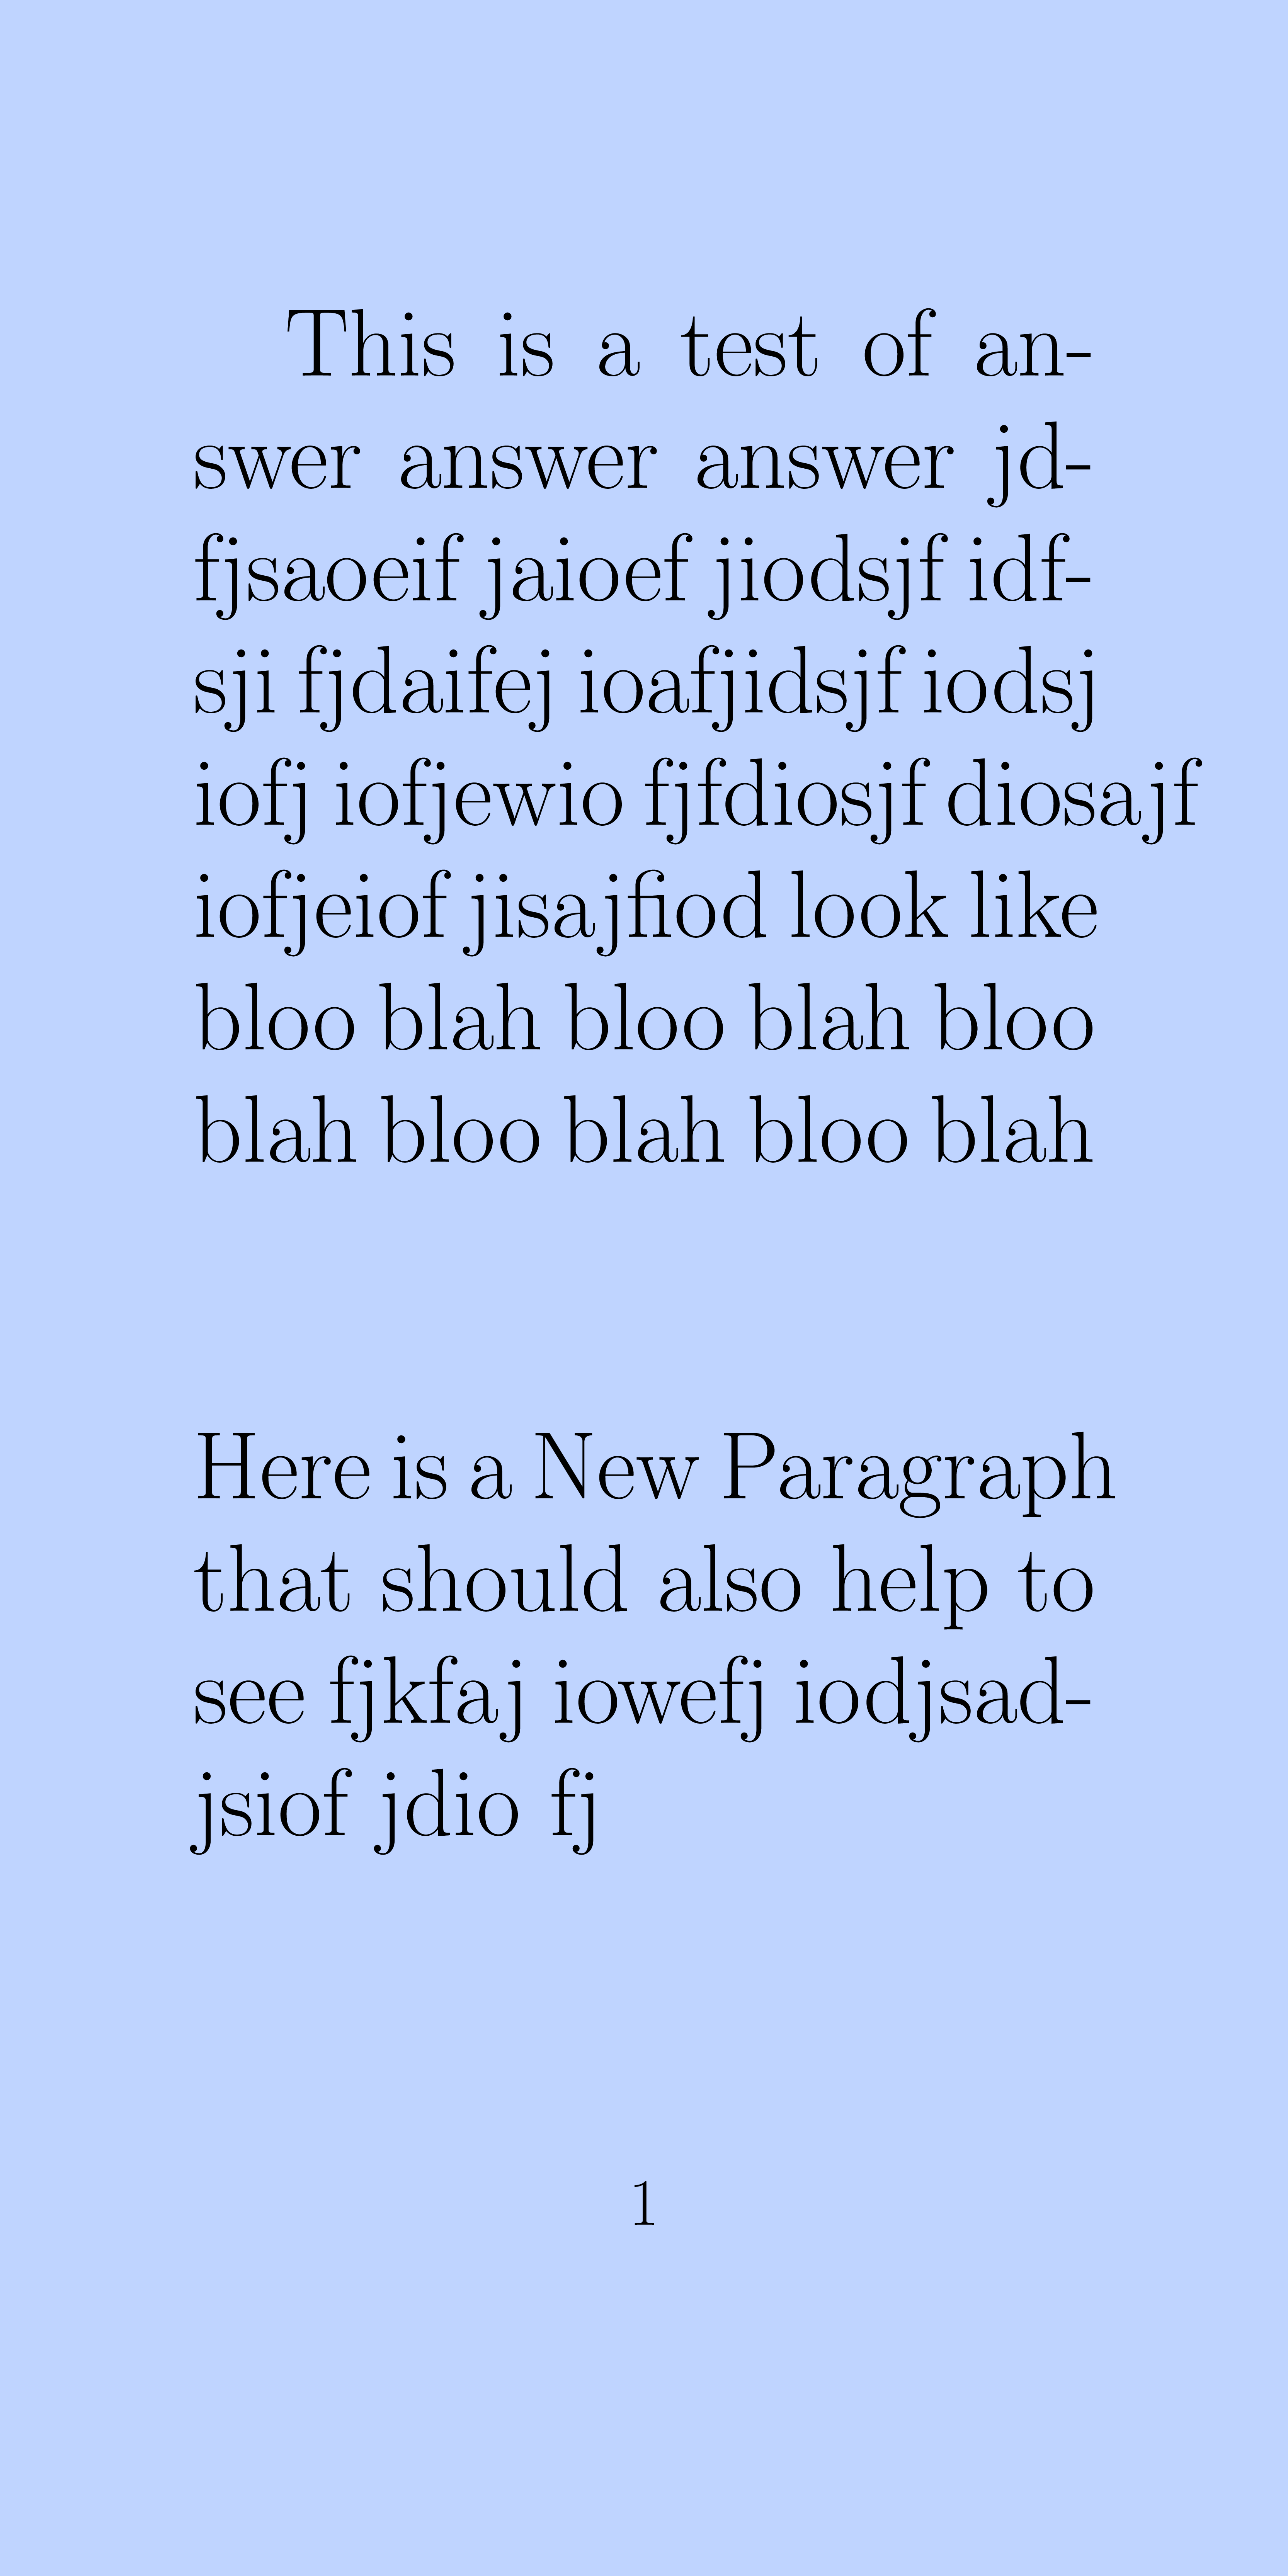 This is a test of an-
swer answer answer jd-
fjsaoeif jaioef jiodsjf idf-
sji fjdaifej ioafjidsjf iodsj
iofj iofjewio fjfdiosjf diosajf
iofjeiof jisajfiod look like
bloo blah bloo blah bloo
blah bloo blah bloo blah
Here is a New Paragraph
that should also help to
see fjkfaj iowefj iodjsad-
jsiof jdio fj
1